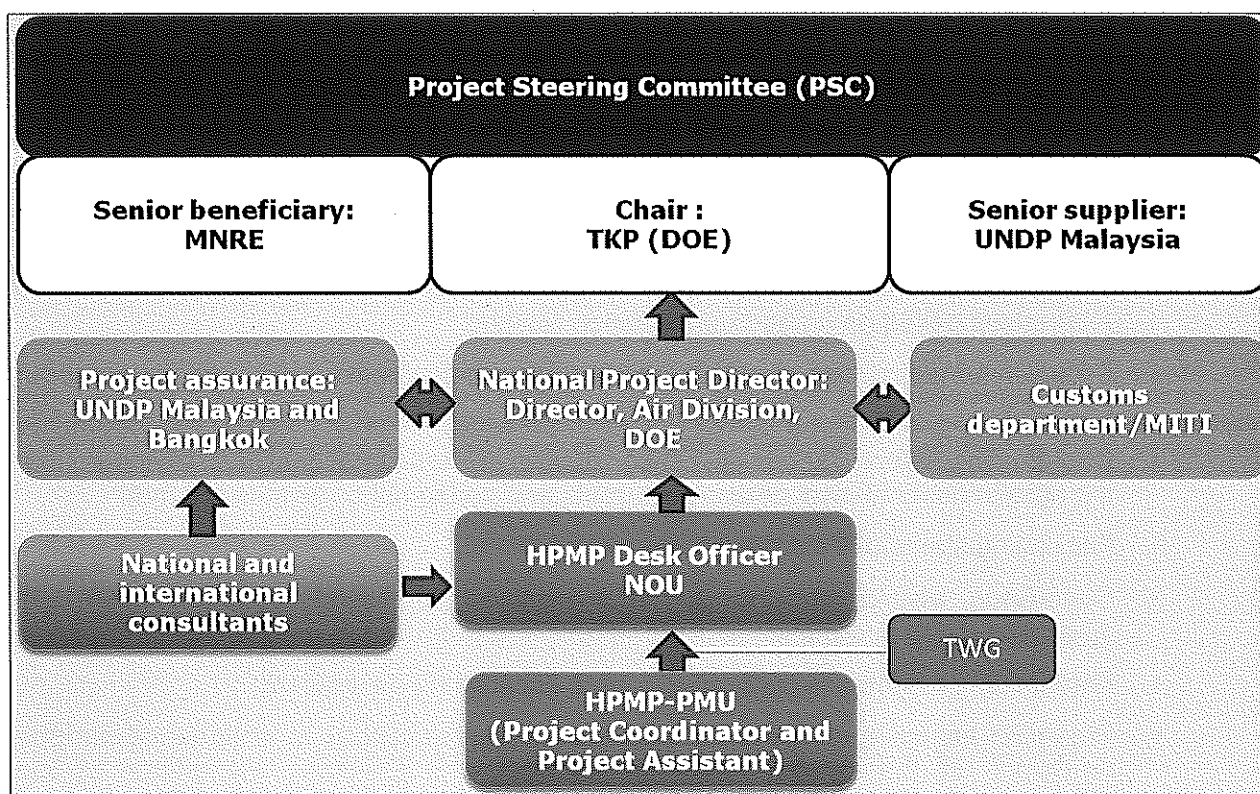 Project Steering Committee (PSC)
Senior beneficiary:
MNRE
Chair :
TKP (DOE)
Senior supplier:
UNDP Malaysia
Project assurance:
UNDP Malaysia and
Bangkok
National Project Director:
Director, Air Division,
DOE
Customs
department/MITI
National and
international
consultants
HPMP Desk Officer
NOU
TWG
HPMP-PMU
(Project Coordinator and
Project Assistant)